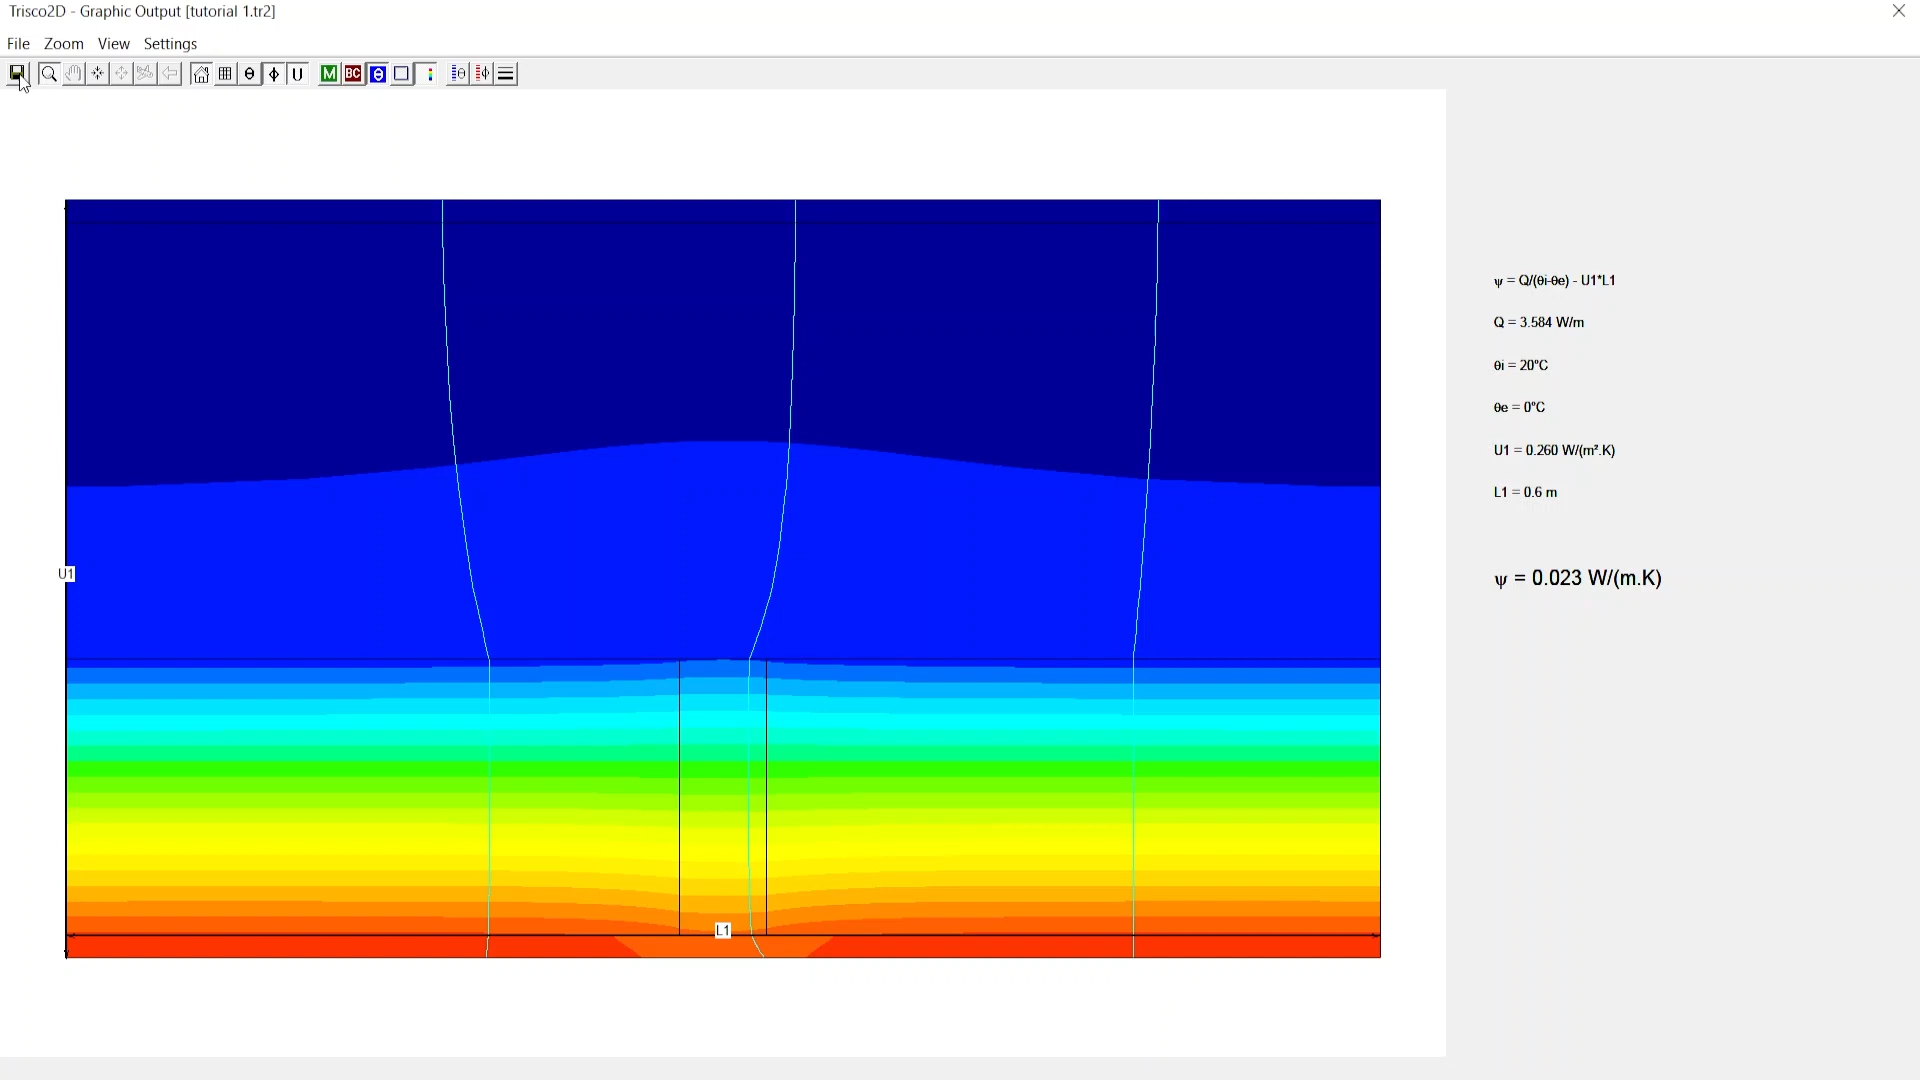 Trisco2D - Graphic Output [tutorial 1.tr2]
File Zoom View Settings
θ ϕ U M BC θ θ ϕ
ψ = Q/(θi-θe) - U1*L1
Q = 3.584 W/m
θi = 20°C
θe = 0°C
U1 = 0.260 W/(m².K)
L1 = 0.6 m
U1
ψ = 0.023 W/(m.K)
L1